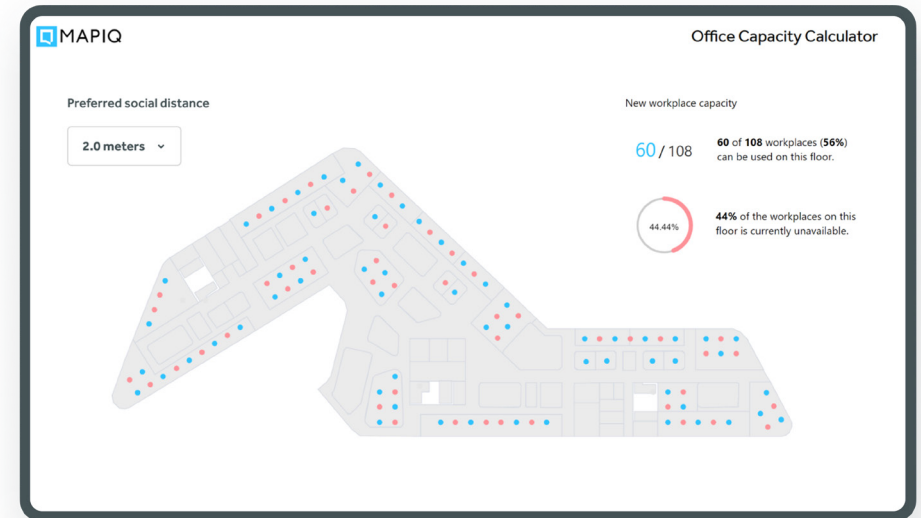 MAPIQ
Office Capacity Calculator
Preferred social distance
2.0 meters
New workplace capacity
60 / 108
60 of 108 workplaces (56%)
can be used on this floor.
44.44%
44% of the workplaces on this
floor is currently unavailable.